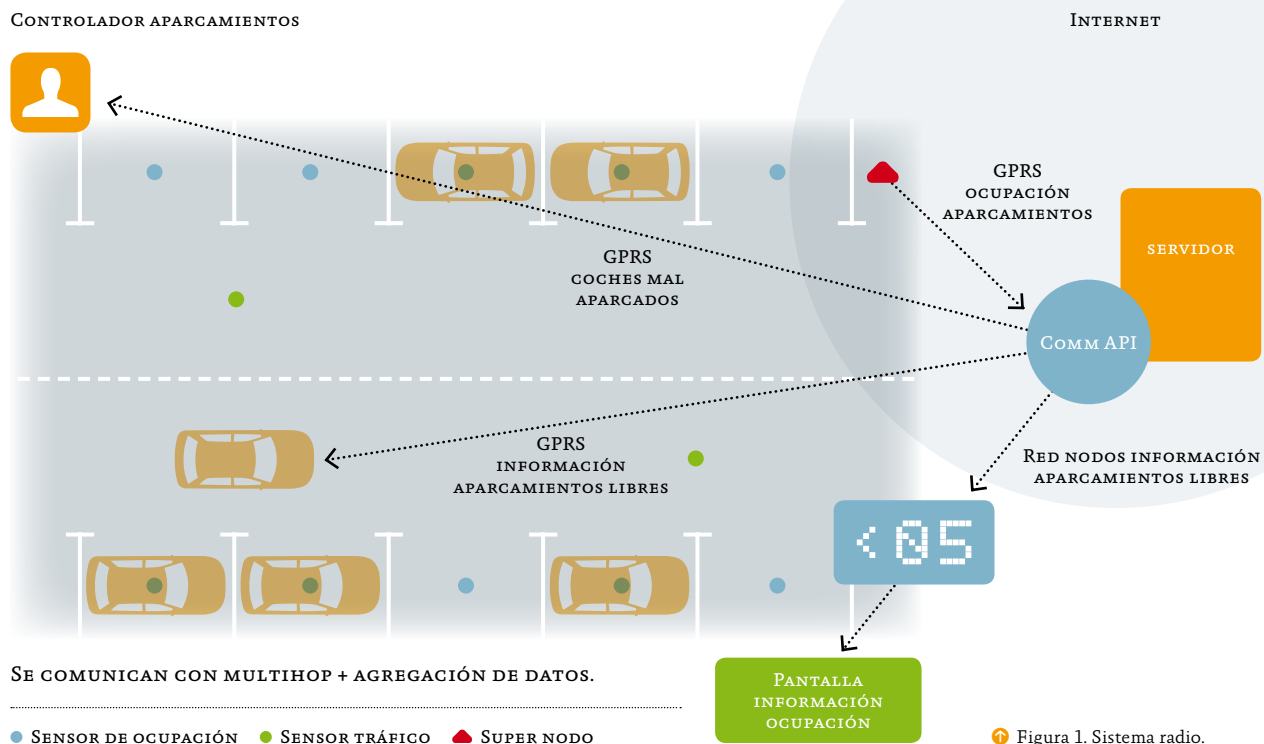 Controlador aparcamientos
Internet
GPRS
ocupación
aparcamientos
servidor
GPRS
coches mal
aparcados
Comm API
GPRS
información
aparcamientos libres
Red nodos información
aparcamientos libres
< 05
Se comunican con multihop + agregación de datos.
Pantalla
información
ocupación
Sensor de ocupación
Sensor tráfico
Super nodo
Figura 1. Sistema radio.